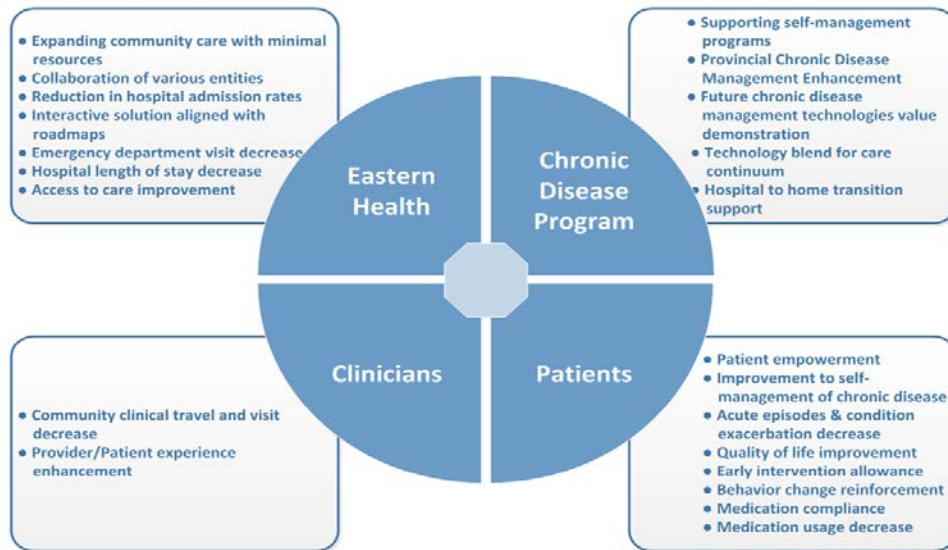 ● Expanding community care with minimal
resources
● Collaboration of various entities
● Reduction in hospital admission rates
● Interactive solution aligned with
roadmaps
● Emergency department visit decrease
● Hospital length of stay decrease
● Access to care improvement
● Supporting self-management
programs
● Provincial Chronic Disease
Management Enhancement
● Future chronic disease
management technologies value
demonstration
● Technology blend for care
continuum
● Hospital to home transition
support
Eastern
Health
Chronic
Disease
Program
Clinicians
Patients
● Community clinical travel and visit
decrease
● Provider/Patient experience
enhancement
● Patient empowerment
● Improvement to self-
management of chronic disease
● Acute episodes & condition
exacerbation decrease
● Quality of life improvement
● Early intervention allowance
● Behavior change reinforcement
● Medication compliance
● Medication usage decrease